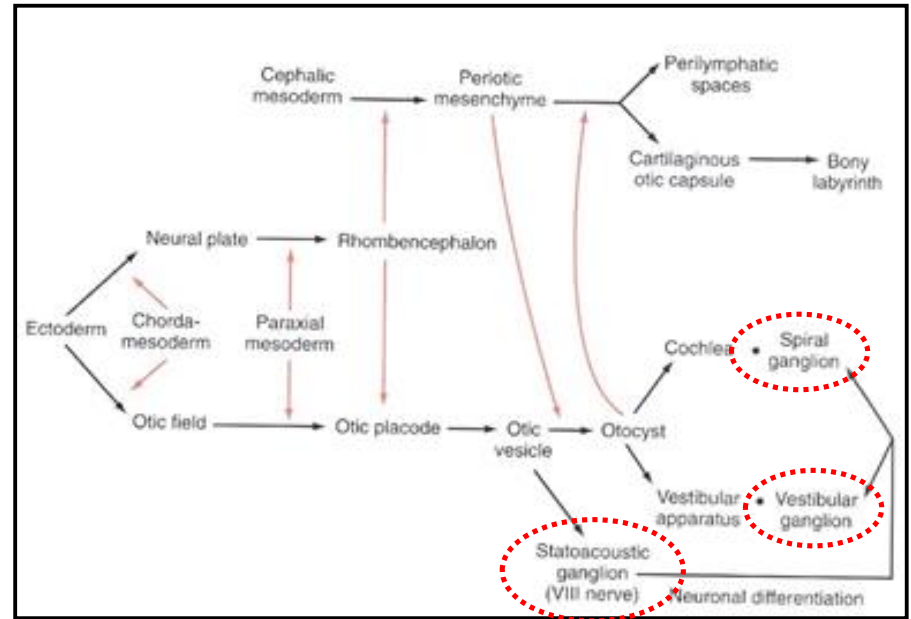 Cephalic
mesoderm
Periotic
mesenchyme
Perilymphatic
spaces
Cartilaginous
otic capsule
Bony
labyrinth
Neural plate
Rhombencephalon
Ectoderm
Chorda-
mesoderm
Paraxial
mesoderm
Otic field
Otic placode
Otic
vesicle
Otocyst
Cochlea
Spiral
ganglion
Vestibular
apparatus
Vestibular
ganglion
Statoacoustic
ganglion
(VIII nerve)
Neuronal differentiation